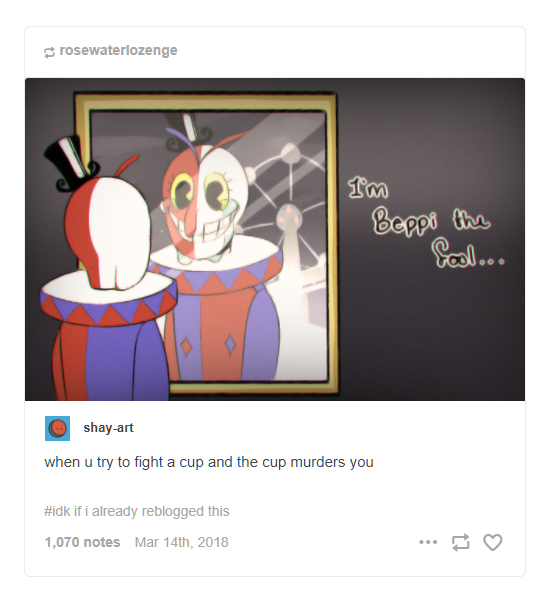 rosewaterlozenge
I'm
Beppi the
fool...
shay-art
when u try to fight a cup and the cup murders you
#idk if i already reblogged this
1,070 notes Mar 14th, 2018